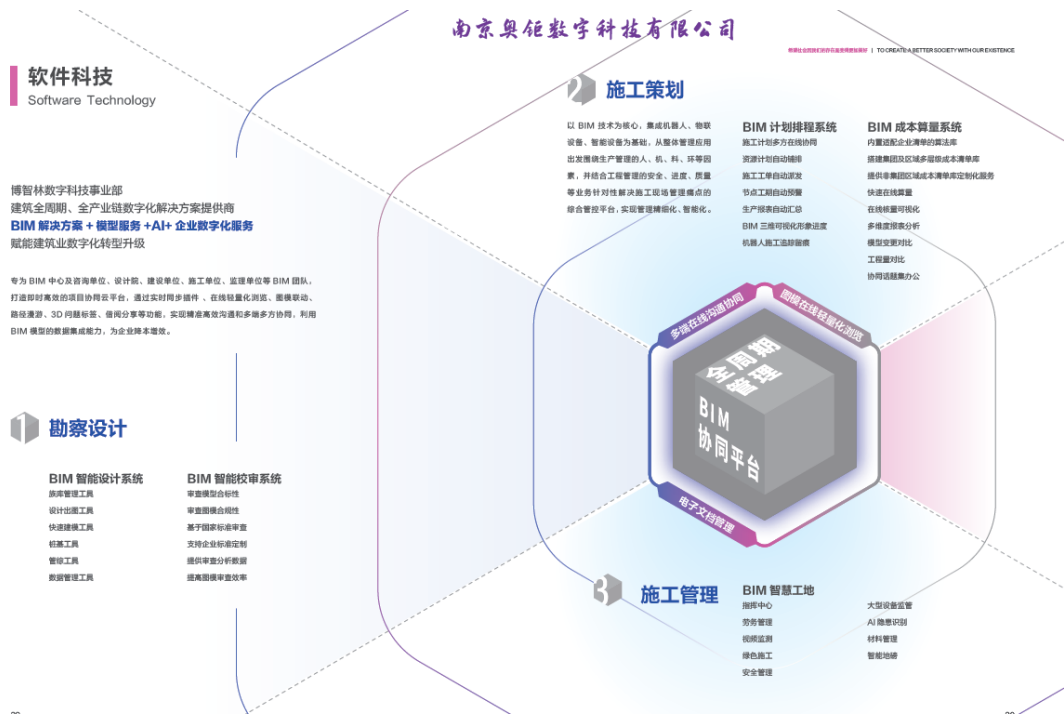 南京奥钜数字科技有限公司
希望社会因我们的存在而变得更加美好 | TO CREATE A BETTER SOCIETY WITH OUR EXISTENCE
软件科技
Software Technology
博智林数字科技事业部
建筑全周期、全产业链数字化解决方案提供商
BIM 解决方案 + 模型服务 +AI+ 企业数字化服务
赋能建筑业数字化转型升级
专为 BIM 中心及咨询单位、设计院、建设单位、施工单位、监理单位等 BIM 团队，
打造即时高效的项目协同云平台，通过实时同步插件 、在线轻量化浏览、图模联动、
路径漫游、3D 问题标签、借阅分享等功能，实现精准高效沟通和多端多方协同，利用
BIM 模型的数据集成能力，为企业降本增效。
1 勘察设计
BIM 智能设计系统
族库管理工具
设计出图工具
快速建模工具
桩基工具
管综工具
数据管理工具
BIM 智能校审系统
审查模型合标性
审查图模合规性
基于国家标准审查
支持企业标准定制
提供审查分析数据
提高图模审查效率
2 施工策划
以 BIM 技术为核心，集成机器人、物联
设备、智能设备为基础，从整体管理应用
出发围绕生产管理的人、机、料、环等因
素，并结合工程管理的安全、进度、质量
等业务针对性解决施工现场管理痛点的
综合管控平台，实现管理精细化、智能化。
BIM 计划排程系统
施工计划多方在线协同
资源计划自动铺排
施工工单自动派发
节点工期自动预警
生产报表自动汇总
BIM 三维可视化形象进度
机器人施工追踪留痕
BIM 成本算量系统
内置适配企业清单的算法库
搭建集团及区域多层级成本清单库
提供非集团区域成本清单库定制化服务
快速在线算量
在线核量可视化
多维度报表分析
模型变更对比
工程量对比
协同话题集办公
多端在线沟通协同
图模在线轻量化浏览
全周期
管理
BIM
协同平台
电子文档管理
3 施工管理
BIM 智慧工地
指挥中心
劳务管理
视频监测
绿色施工
安全管理
大型设备监管
AI 隐患识别
材料管理
智能地磅